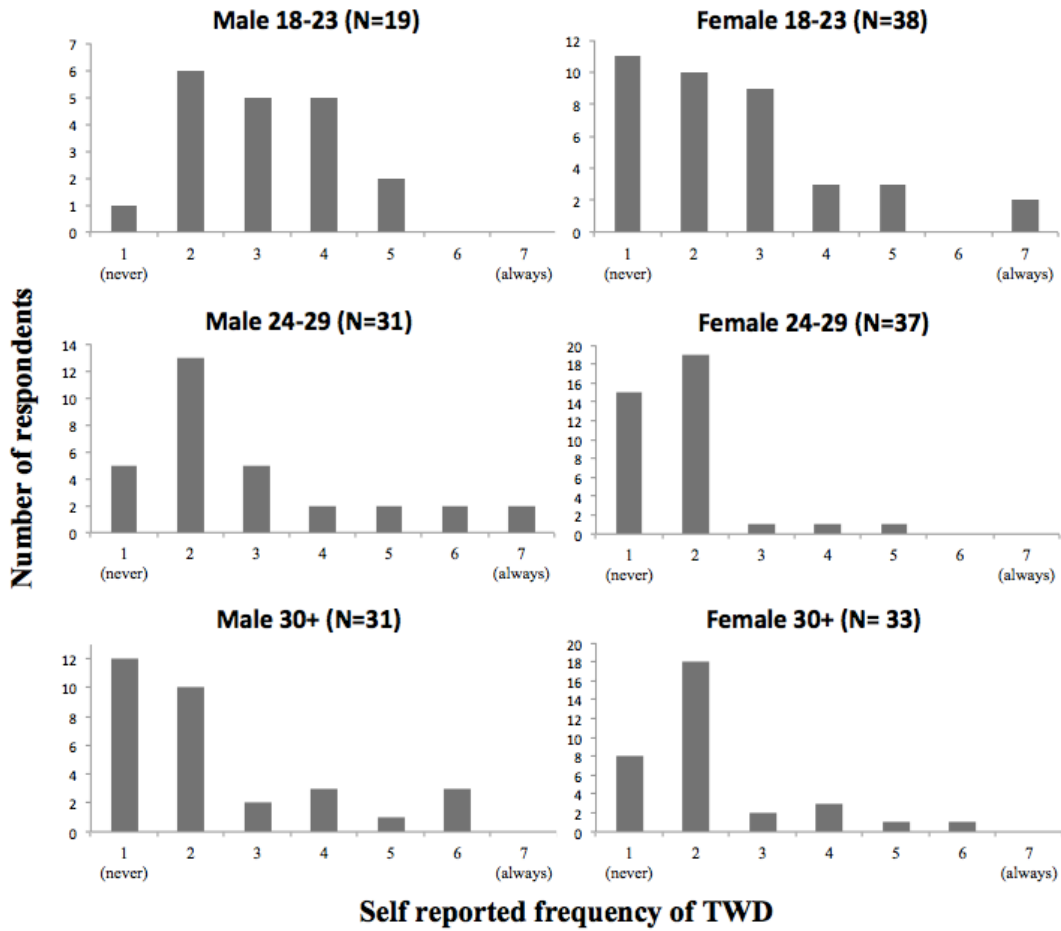 Male 18-23 (N=19)
7
6
5
4
3
2
1
0
1 2 3 4 5 6 7
(never) (always)
Female 18-23 (N=38)
12
10
8
6
4
2
0
1 2 3 4 5 6 7
(never) (always)
Number of respondents
Male 24-29 (N=31)
14
12
10
8
6
4
2
0
1 2 3 4 5 6 7
(never) (always)
Female 24-29 (N=37)
20
18
16
14
12
10
8
6
4
2
0
1 2 3 4 5 6 7
(never) (always)
Male 30+ (N=31)
12
10
8
6
4
2
0
1 2 3 4 5 6 7
(never) (always)
Female 30+ (N= 33)
20
18
16
14
12
10
8
6
4
2
0
1 2 3 4 5 6 7
(never) (always)
Self reported frequency of TWD